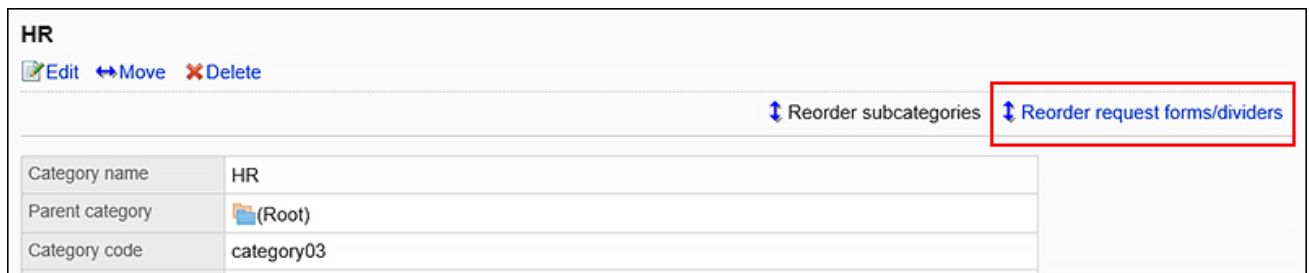 HR
Edit Move Delete
Reorder subcategories Reorder request forms/dividers
Category name HR
Parent category (Root)
Category code category03